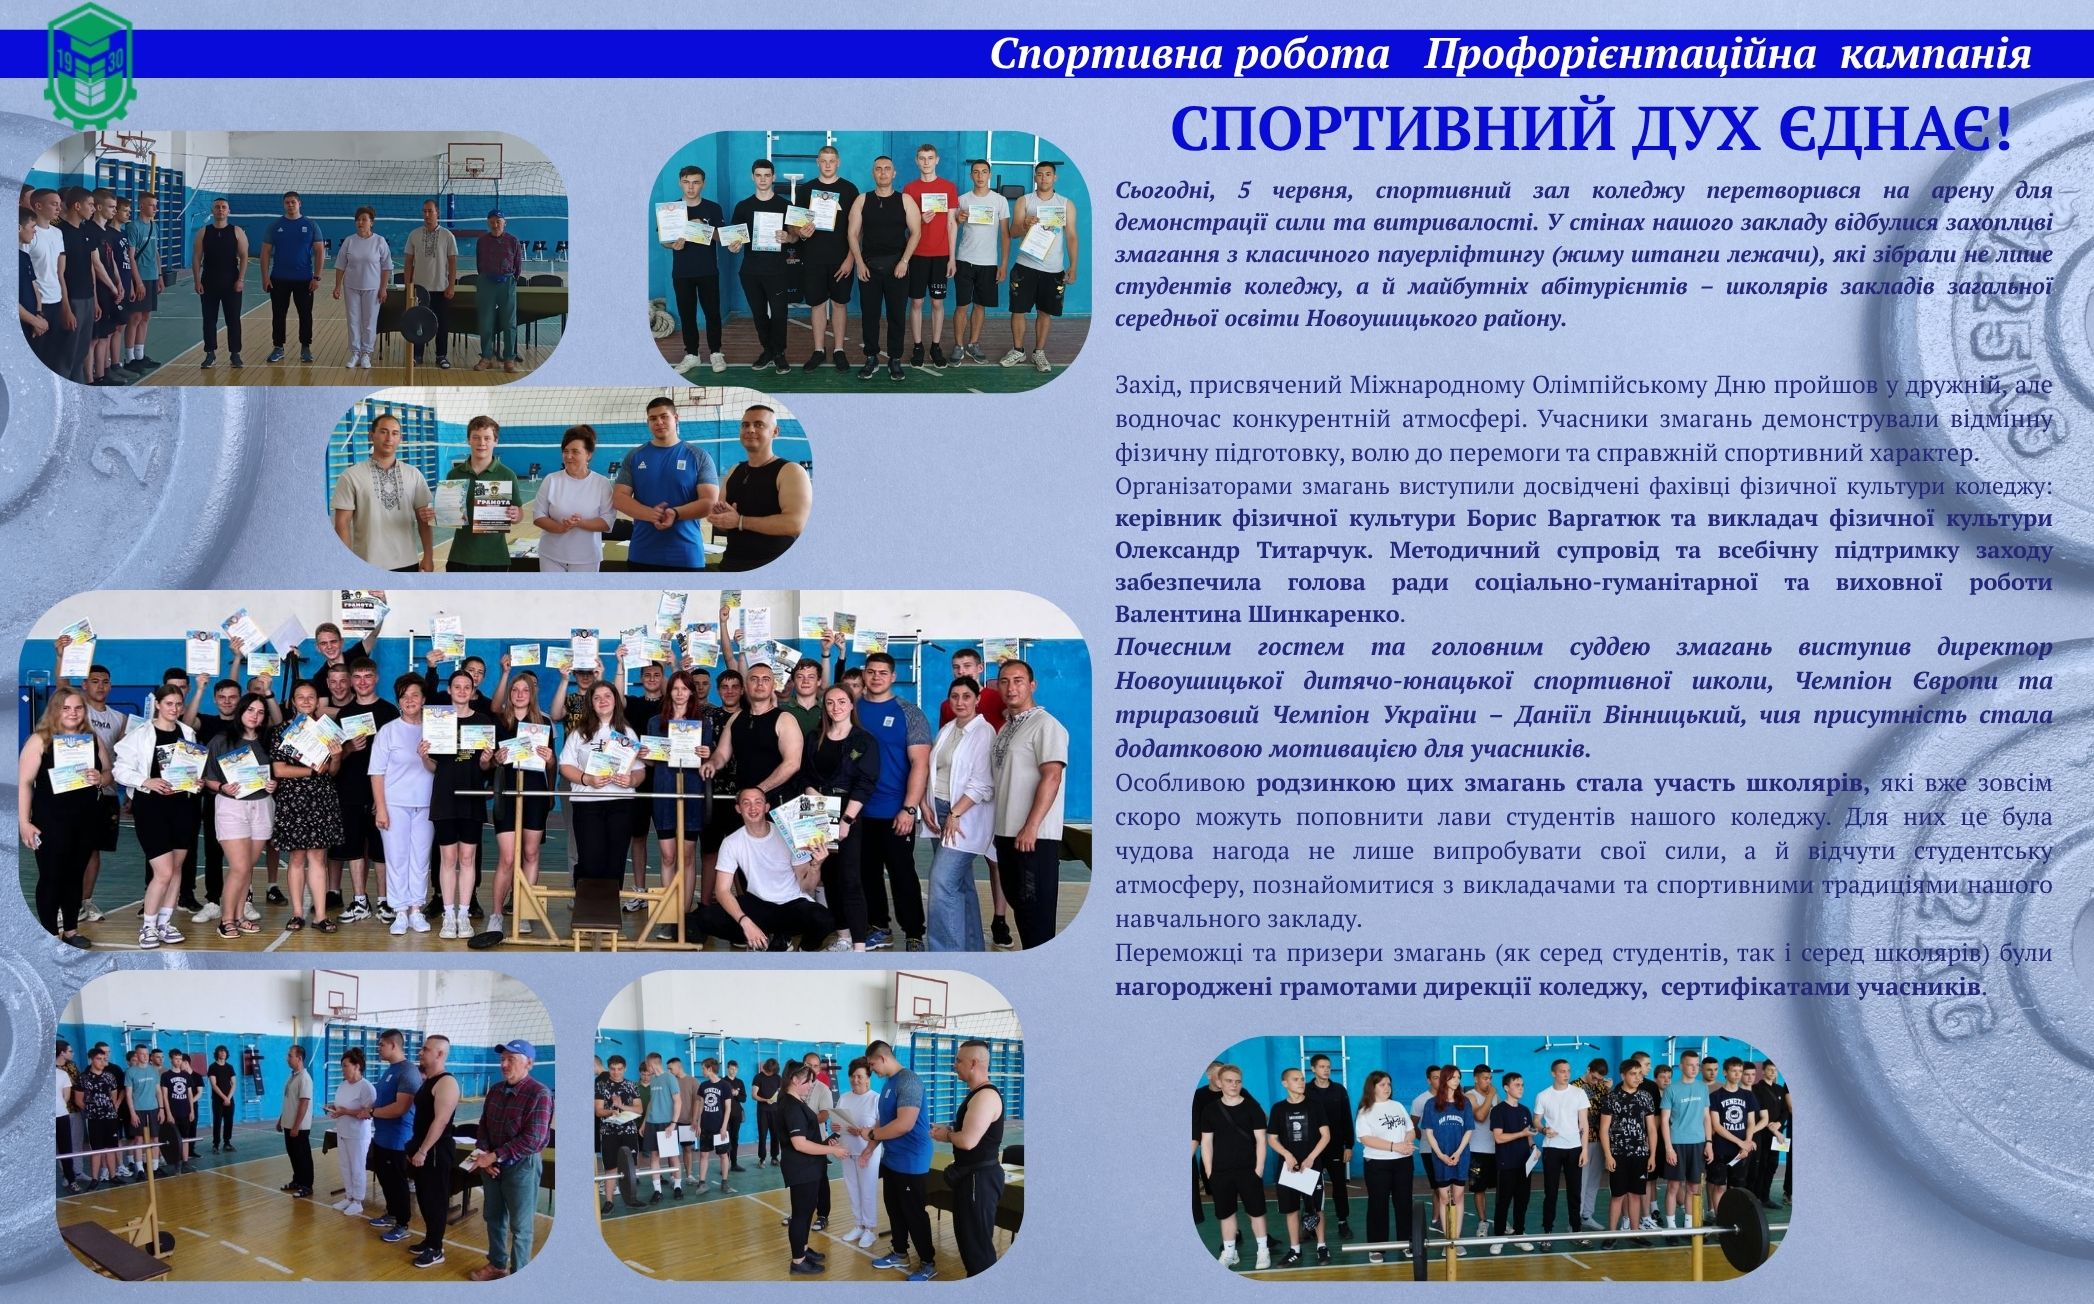 19 30
Спортивна робота Профорієнтаційна кампанія
СПОРТИВНИЙ ДУХ ЄДНАЄ!
Сьогодні, 5 червня, спортивний зал коледжу перетворився на арену для
демонстрації сили та витривалості. У стінах нашого закладу відбулися захопливі
змагання з класичного пауерліфтингу (жиму штанги лежачи), які зібрали не лише
студентів коледжу, а й майбутніх абітурієнтів – школярів закладів загальної
середньої освіти Новоушицького району.
Захід, присвячений Міжнародному Олімпійському Дню пройшов у дружній, але
водночас конкурентній атмосфері. Учасники змагань демонстрували відмінну
фізичну підготовку, волю до перемоги та справжній спортивний характер.
Організаторами змагань виступили досвідчені фахівці фізичної культури коледжу:
керівник фізичної культури Борис Варгатюк та викладач фізичної культури
Олександр Титарчук. Методичний супровід та всебічну підтримку заходу
забезпечила голова ради соціально-гуманітарної та виховної роботи
Валентина Шинкаренко.
Почесним гостем та головним суддею змагань виступив директор
Новоушицької дитячо-юнацької спортивної школи, Чемпіон Європи та
триразовий Чемпіон України – Даніїл Вінницький, чия присутність стала
додатковою мотивацією для учасників.
Особливою родзинкою цих змагань стала участь школярів, які вже зовсім
скоро можуть поповнити лави студентів нашого коледжу. Для них це була
чудова нагода не лише випробувати свої сили, а й відчути студентську
атмосферу, познайомитися з викладачами та спортивними традиціями нашого
навчального закладу.
Переможці та призери змагань (як серед студентів, так і серед школярів) були
нагороджені грамотами дирекції коледжу, сертифікатами учасників.
ГРАМОТА
ГРАМОТА
VENEZIA
ITALIA
VENEZIA
ITALIA
VENEZIA
ITALIA
2KG
1,25KG
2KG